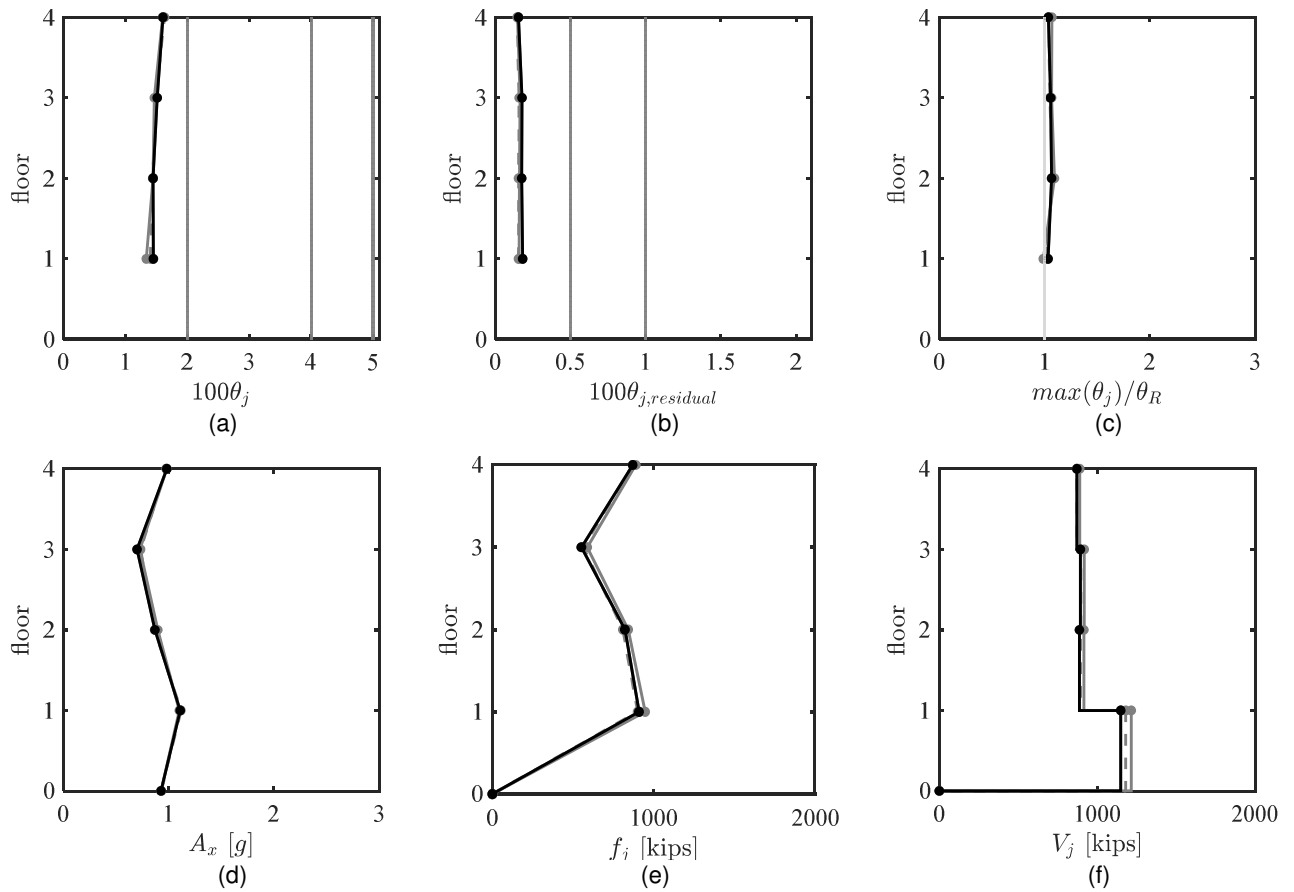 4
3
2
1
0
floor
0 1 2 3 4 5
100θ_j
(a)
4
3
2
1
0
floor
0 0.5 1 1.5 2
100θ_{j,residual}
(b)
4
3
2
1
0
floor
0 1 2 3
max(θ_j)/θ_R
(c)
4
3
2
1
0
floor
0 1 2 3
A_x [g]
(d)
4
3
2
1
0
floor
0 1000 2000
f_j [kips]
(e)
4
3
2
1
0
floor
0 1000 2000
V_j [kips]
(f)